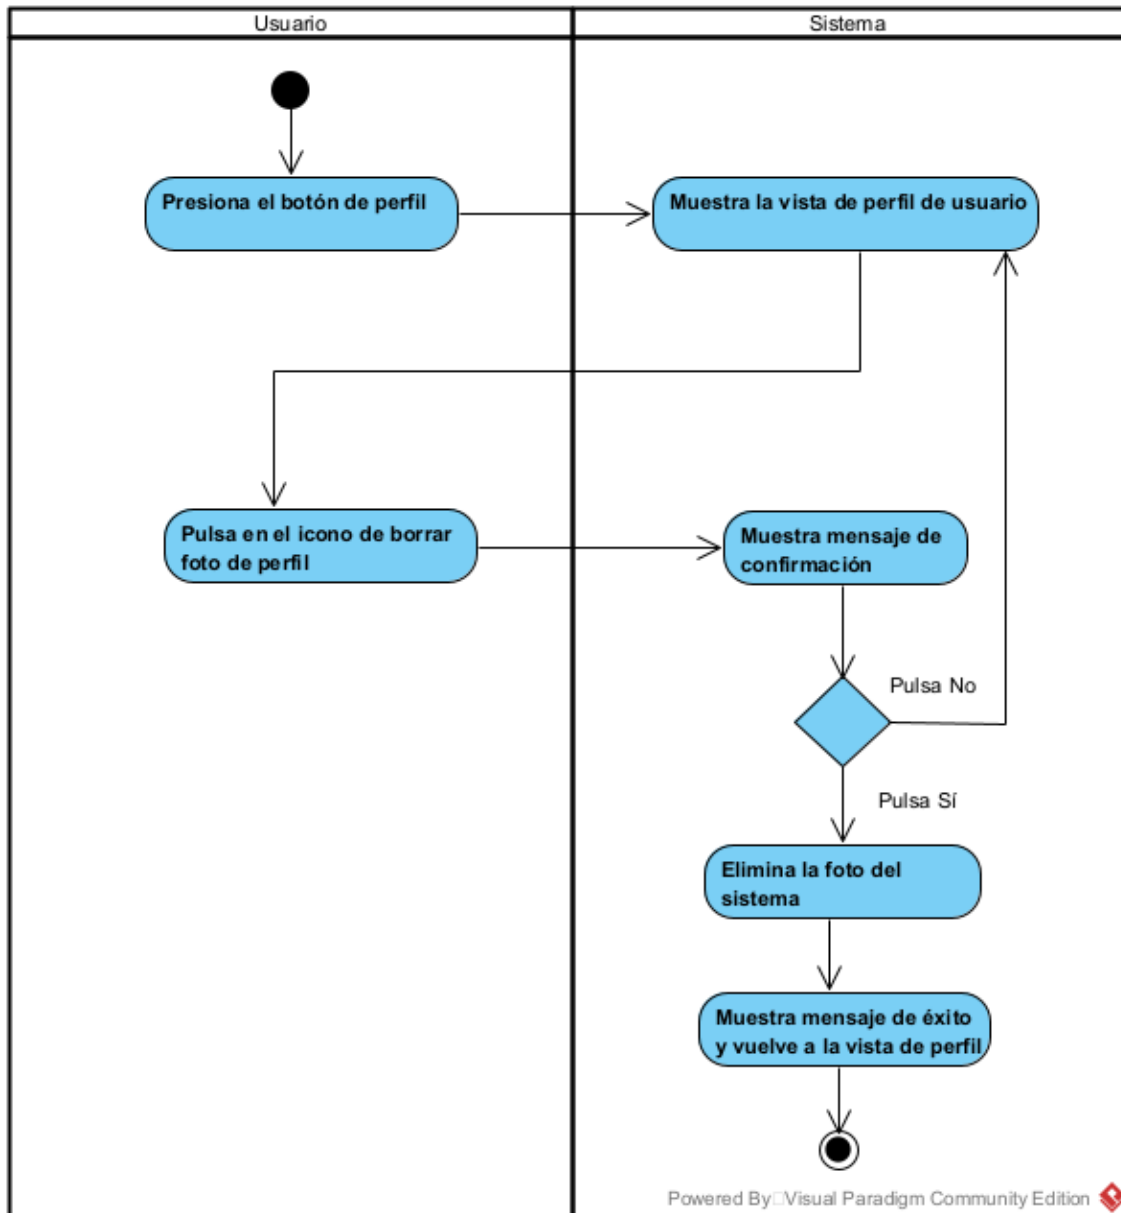 Usuario
Sistema
Presiona el botón de perfil
Muestra la vista de perfil de usuario
Pulsa en el icono de borrar
foto de perfil
Muestra mensaje de
confirmación
Pulsa No
Pulsa Sí
Elimina la foto del
sistema
Muestra mensaje de éxito
y vuelve a la vista de perfil
Powered By Visual Paradigm Community Edition